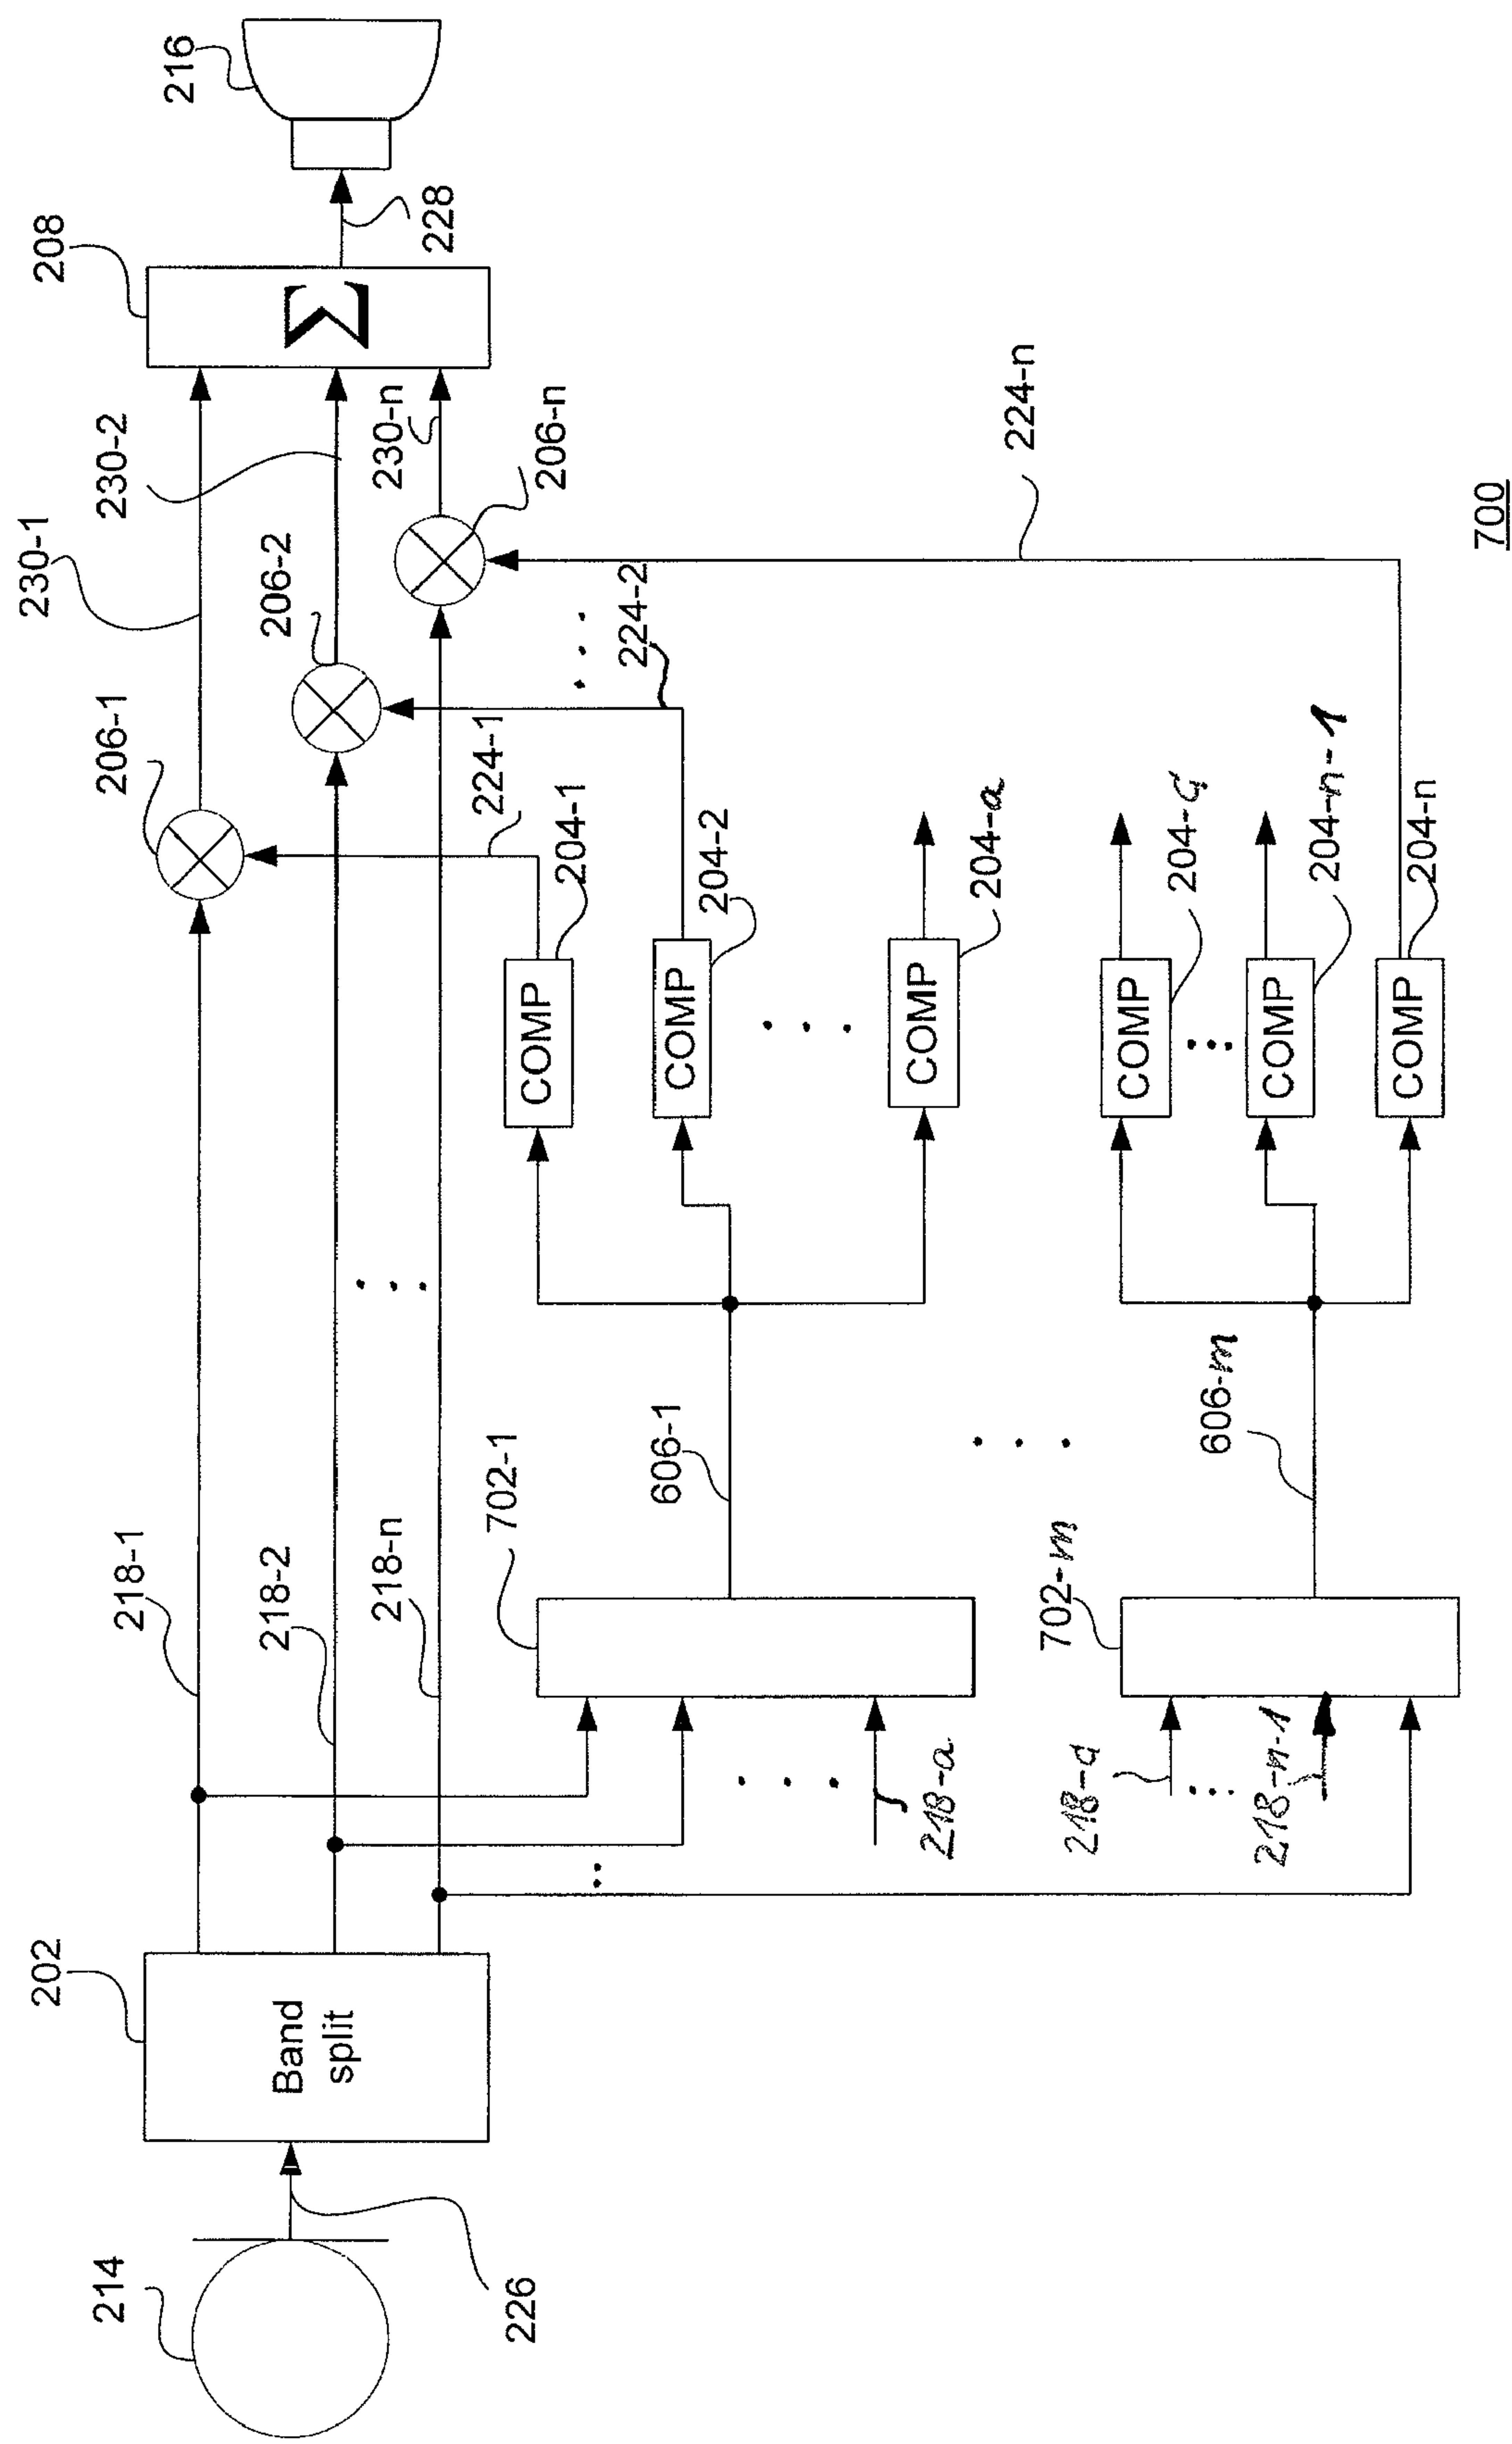 216
208
228
230-1
230-2
230-n
206-1
206-2
206-n
224-1
224-2
224-n
204-1
204-2
204-a
204-d
204-n-1
204-n
COMP
COMP
COMP
COMP
COMP
COMP
Σ
218-1
218-2
218-n
702-1
702-m
606-1
606-m
218-a
218-d
218-n-1
202
Band
split
214
226
700